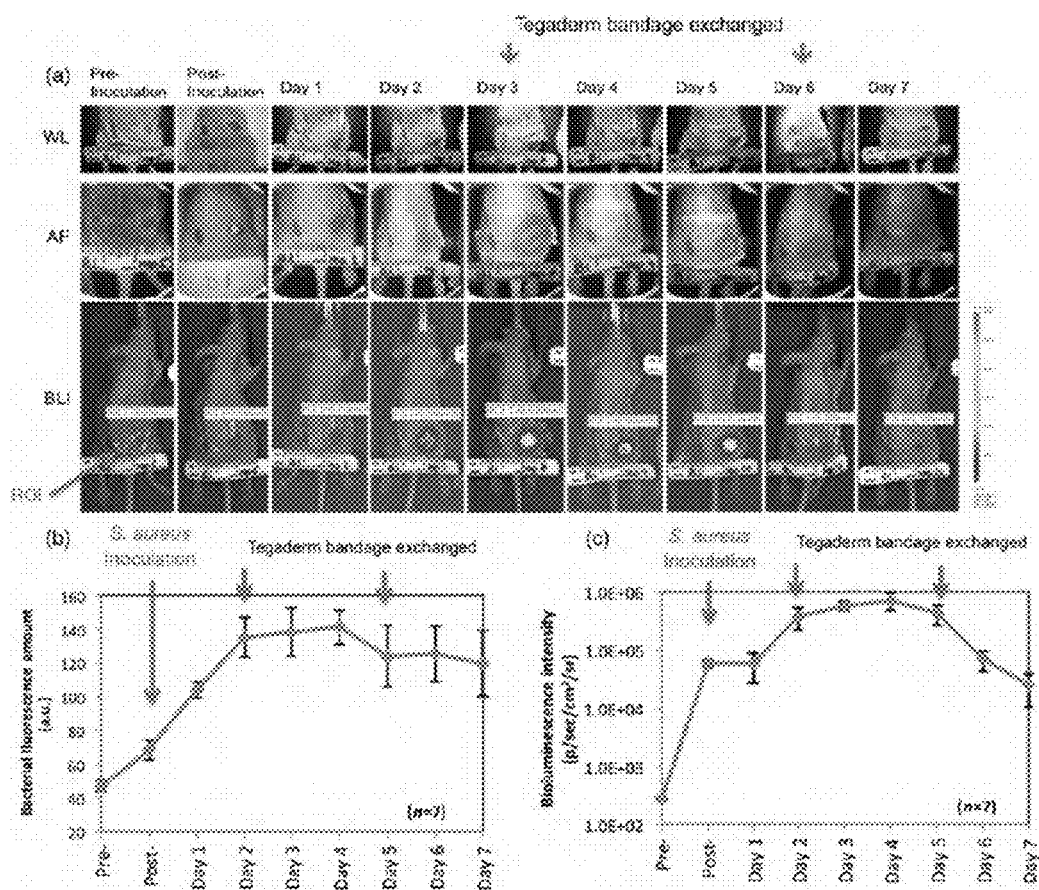 Tegaderm bandage exchanged
(a)
Pre-Inoculation
Post-Inoculation
Day 1
Day 2
Day 3
Day 4
Day 5
Day 6
Day 7
WL
AF
BLI
ROI
(b)
S. aureus
Inoculation
Tegaderm bandage exchanged
Bacterial fluorescence amount
(a.u.)
160
140
120
100
80
60
40
20
(n=7)
Pre-
Post-
Day 1
Day 2
Day 3
Day 4
Day 5
Day 6
Day 7
(c)
S. aureus
Inoculation
Tegaderm bandage exchanged
Bioluminescence intensity
(p/sec/cm²/sr)
1.0E+06
1.0E+05
1.0E+04
1.0E+03
1.0E+02
(n=7)
Pre-
Post-
Day 1
Day 2
Day 3
Day 4
Day 5
Day 6
Day 7